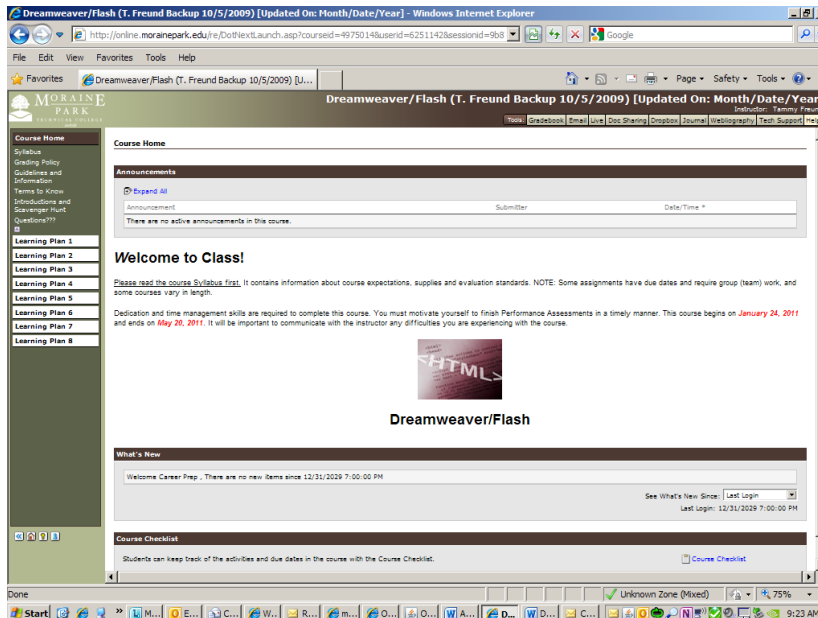 Dreamweaver/Flash (T. Freund Backup 10/5/2009) [Updated On: Month/Date/Year] - Windows Internet Explorer
http://online.morainepark.edu/re/DotNextLaunch.asp?courseid=4975014&userid=6251142&sessionid=9b8
Google
File Edit View Favorites Tools Help
Favorites Dreamweaver/Flash (T. Freund Backup 10/5/2009) [U...
Page Safety Tools
MORAINE
PARK
TECHNICAL COLLEGE
Dreamweaver/Flash (T. Freund Backup 10/5/2009) [Updated On: Month/Date/Year
Instructor: Tammy Freun
Tools: Gradebook Email Live Doc Sharing Dropbox Journal Webliography Tech Support Help
Course Home
Syllabus
Grading Policy
Guidelines and
Information
Terms to Know
Introductions and
Scavenger Hunt
Questions???
Learning Plan 1
Learning Plan 2
Learning Plan 3
Learning Plan 4
Learning Plan 5
Learning Plan 6
Learning Plan 7
Learning Plan 8
Course Home
Announcements
Expand All
Announcement Submitter Date/Time *
There are no active announcements in this course.
Welcome to Class!
Please read the course Syllabus first. It contains information about course expectations, supplies and evaluation standards. NOTE: Some assignments have due dates and require group (team) work, and
some courses vary in length.
Dedication and time management skills are required to complete this course. You must motivate yourself to finish Performance Assessments in a timely manner. This course begins on January 24, 2011
and ends on May 20, 2011. It will be important to communicate with the instructor any difficulties you are experiencing with the course.
<HTML>
Dreamweaver/Flash
What's New
Welcome Career Prep , There are no new items since 12/31/2029 7:00:00 PM
See What's New Since: Last Login
Last Login: 12/31/2029 7:00:00 PM
Course Checklist
Students can keep track of the activities and due dates in the course with the Course Checklist.
Course Checklist
Done Unknown Zone (Mixed) 75%
Start M... E... C... W... R... m... O... O... A... D... D... C... 9:23 AM